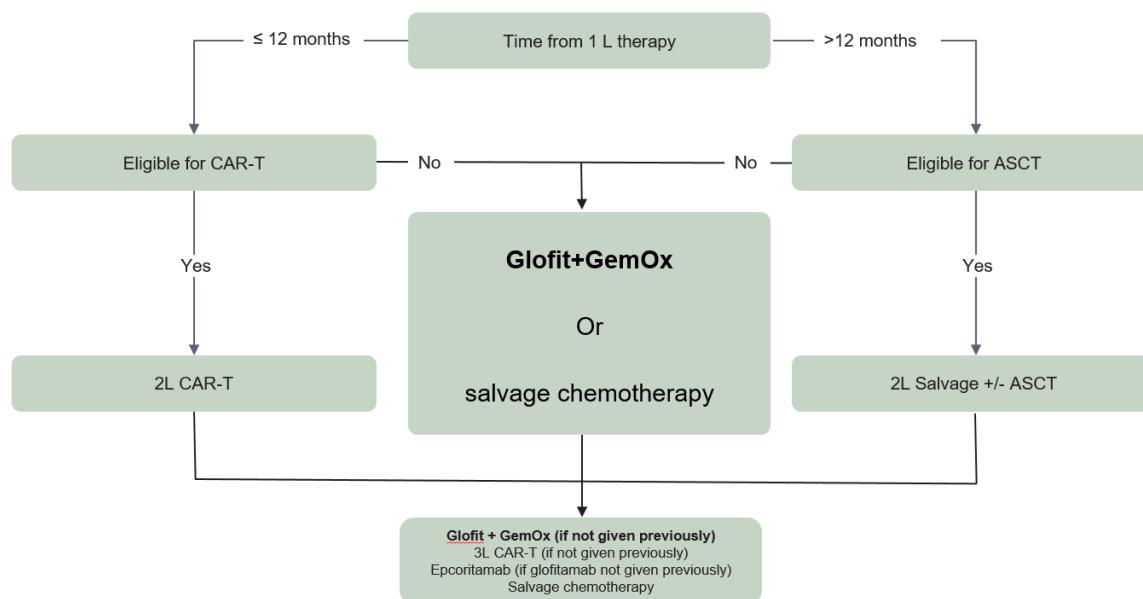 ≤ 12 months
Time from 1 L therapy
>12 months
Eligible for CAR-T
No
No
Eligible for ASCT
Glofit+GemOx
Yes
Yes
Or
2L CAR-T
salvage chemotherapy
2L Salvage +/- ASCT
Glofit + GemOx (if not given previously)
3L CAR-T (if not given previously)
Epcoritamab (if glofitamab not given previously)
Salvage chemotherapy